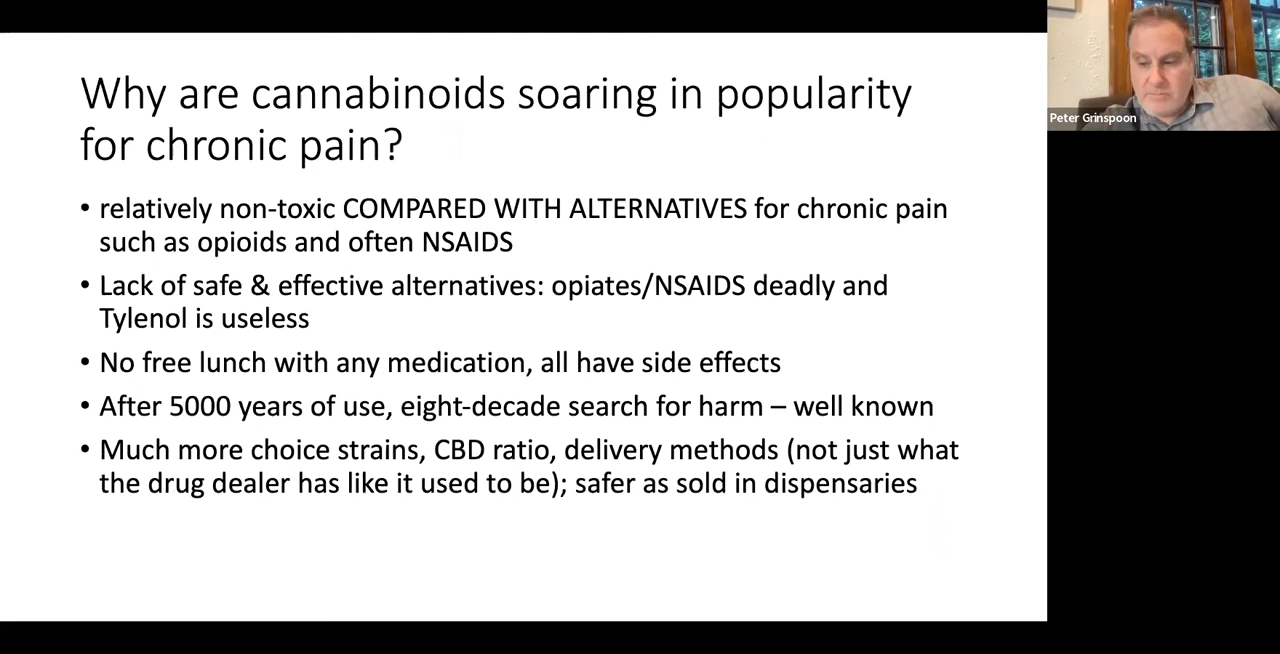 Why are cannabinoids soaring in popularity
for chronic pain?
• relatively non-toxic COMPARED WITH ALTERNATIVES for chronic pain
such as opioids and often NSAIDS
• Lack of safe & effective alternatives: opiates/NSAIDS deadly and
Tylenol is useless
• No free lunch with any medication, all have side effects
• After 5000 years of use, eight-decade search for harm – well known
• Much more choice strains, CBD ratio, delivery methods (not just what
the drug dealer has like it used to be); safer as sold in dispensaries
Peter Grinspoon